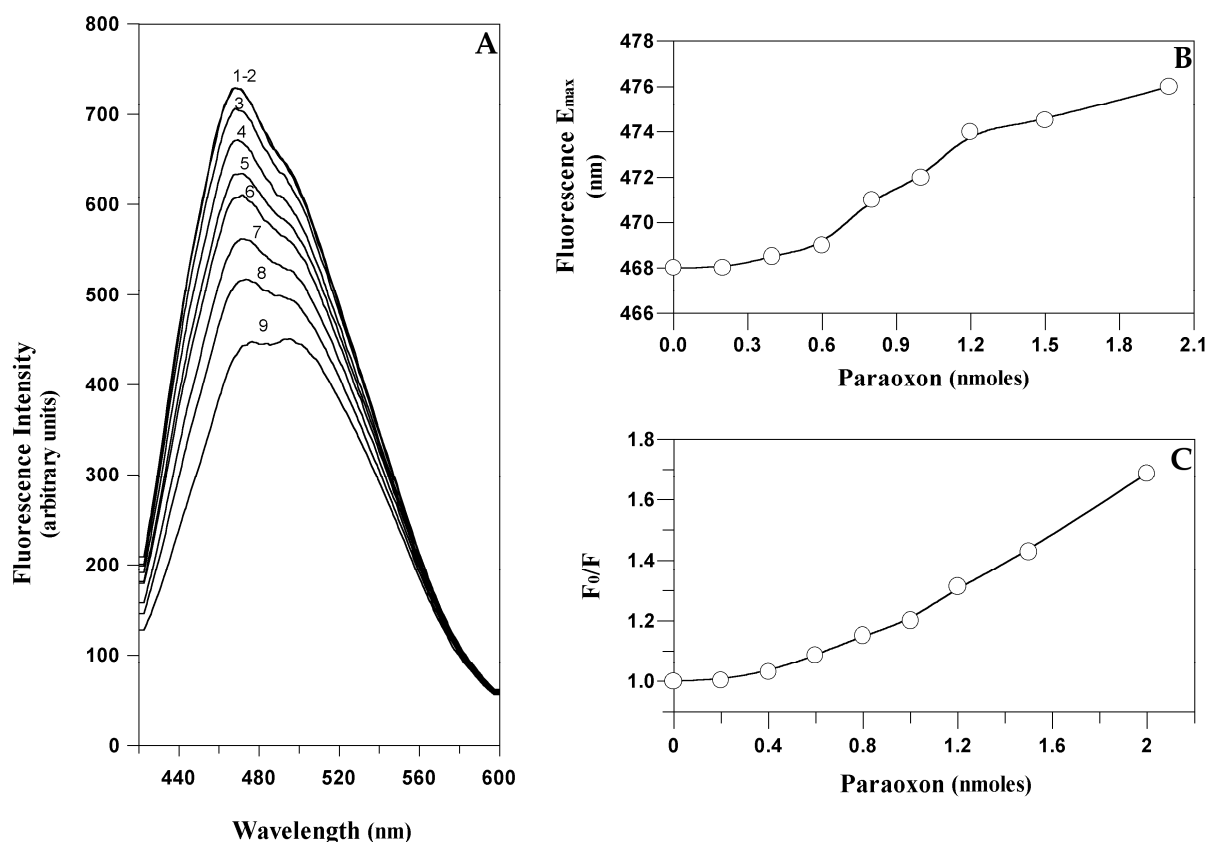 A
800
700
600
500
400
300
200
100
0
1-2
3
4
5
6
7
8
9
440 480 520 560 600
Wavelength (nm)
Fluorescence Intensity
(arbitrary units)
B
478
476
474
472
470
468
466
0.0 0.3 0.6 0.9 1.2 1.5 1.8 2.1
Paraoxon (nmoles)
Fluorescence Emax
(nm)
C
1.8
1.6
1.4
1.2
1.0
0 0.4 0.8 1.2 1.6 2
Paraoxon (nmoles)
F0/F